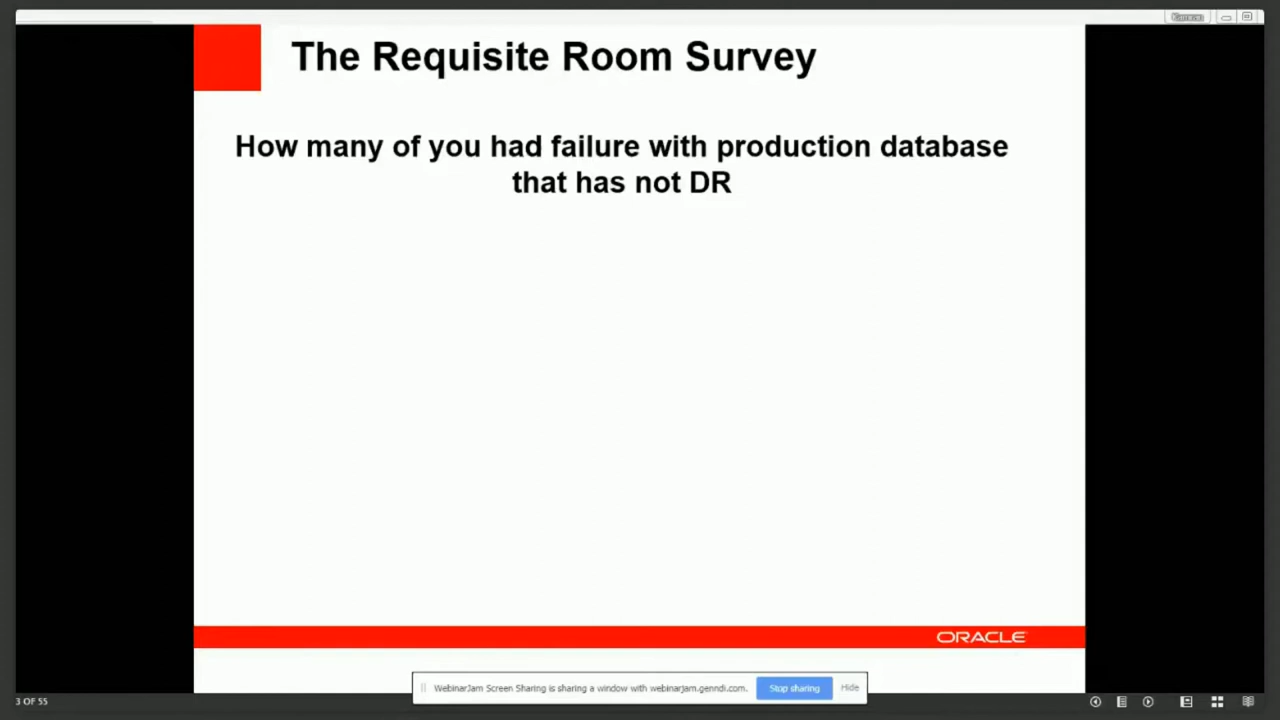 The Requisite Room Survey
How many of you had failure with production database
that has not DR
ORACLE
WebinarJam Screen Sharing is sharing a window with webinarjam.genndi.com.
Stop sharing
Hide
3 OF 55